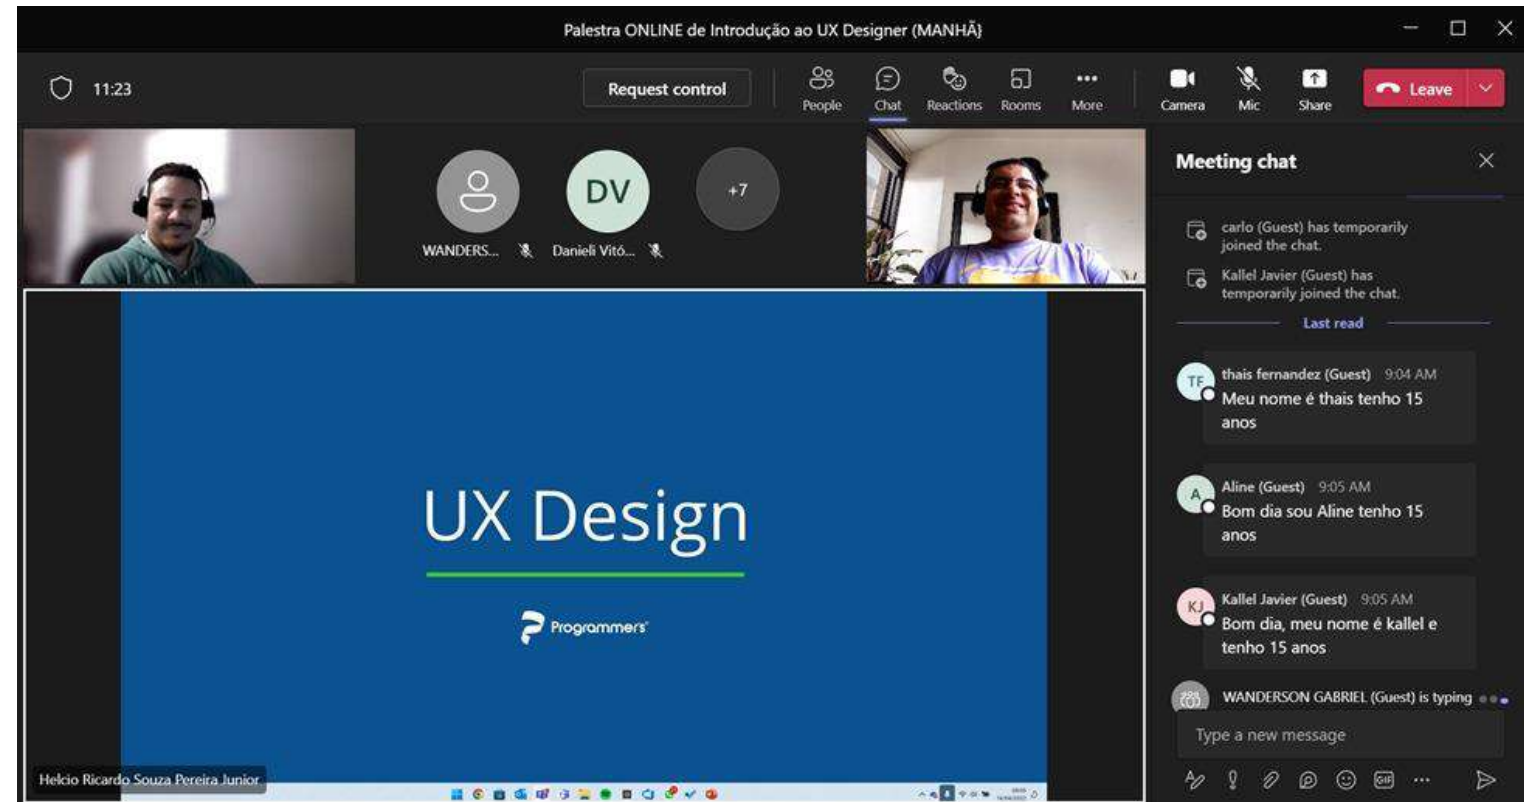 Palestra ONLINE de Introdução ao UX Designer (MANHÃ}
11:23
Request control
People
Chat
Reactions
Rooms
More
Camera
Mic
Share
Leave
WANDERS...
DV
Danieli Vitó...
+7
Meeting chat
carlo (Guest) has temporarily
joined the chat.
Kallel Javier (Guest) has
temporarily joined the chat.
Last read
TF
thais fernandez (Guest) 9:04 AM
Meu nome é thais tenho 15
anos
A
Aline (Guest) 9:05 AM
Bom dia sou Aline tenho 15
anos
KJ
Kallel Javier (Guest) 9:05 AM
Bom dia, meu nome é kallel e
tenho 15 anos
WANDERSON GABRIEL (Guest) is typing
Type a new message
GIF
UX Design
Programmers
Helcio Ricardo Souza Pereira Junior